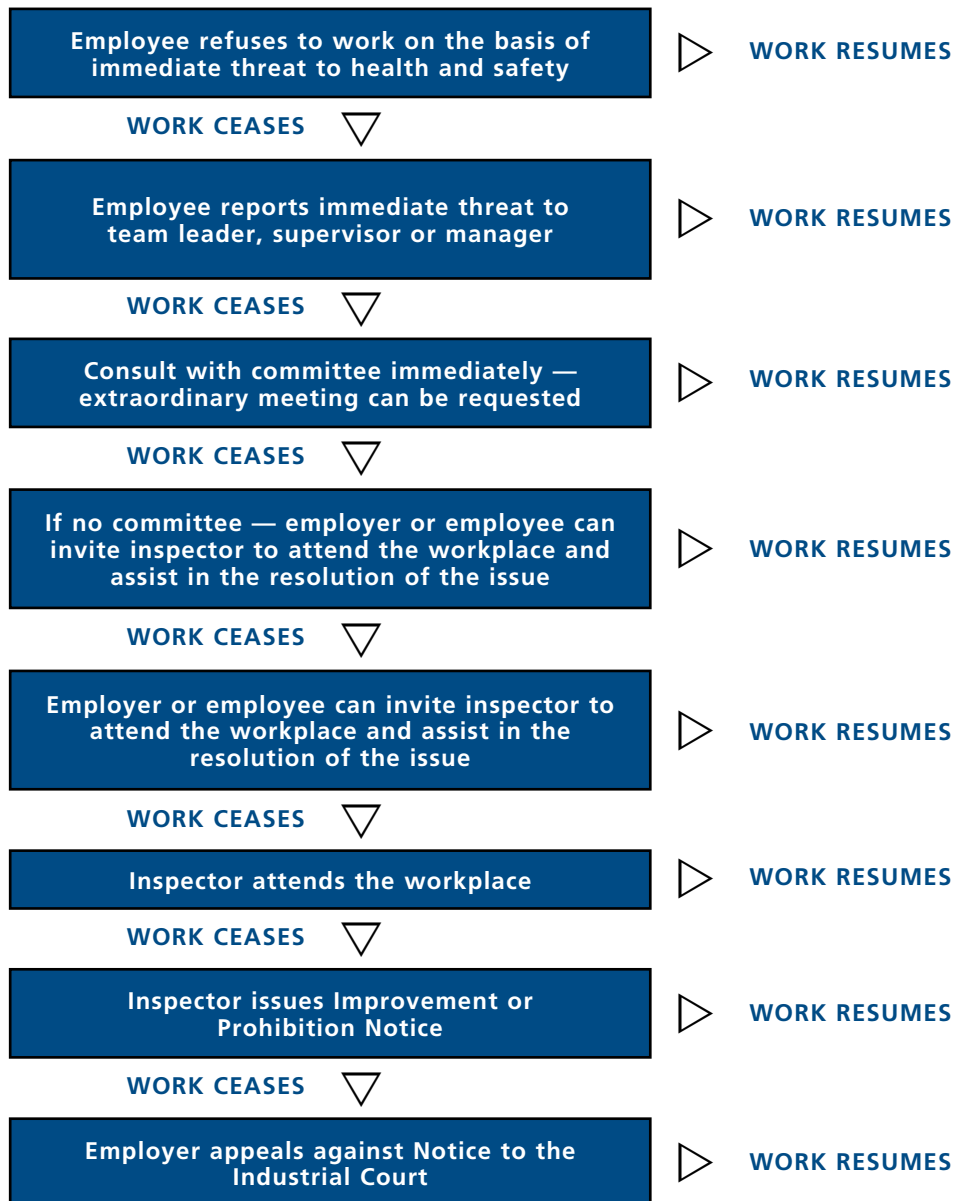 Employee refuses to work on the basis of
immediate threat to health and safety
WORK RESUMES
WORK CEASES
Employee reports immediate threat to
team leader, supervisor or manager
WORK RESUMES
WORK CEASES
Consult with committee immediately —
extraordinary meeting can be requested
WORK RESUMES
WORK CEASES
If no committee — employer or employee can
invite inspector to attend the workplace and
assist in the resolution of the issue
WORK RESUMES
WORK CEASES
Employer or employee can invite inspector to
attend the workplace and assist in the
resolution of the issue
WORK RESUMES
WORK CEASES
Inspector attends the workplace
WORK RESUMES
WORK CEASES
Inspector issues Improvement or
Prohibition Notice
WORK RESUMES
WORK CEASES
Employer appeals against Notice to the
Industrial Court
WORK RESUMES